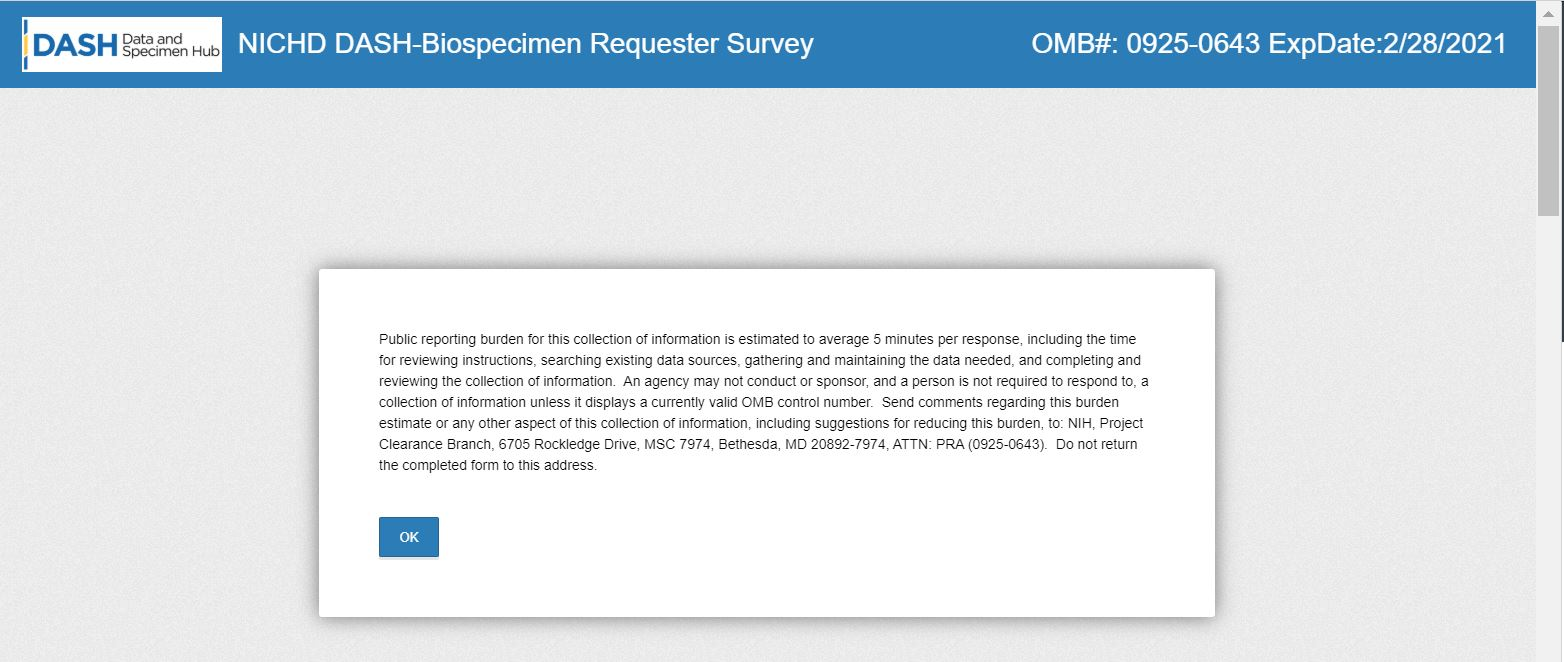 DASH Data and
Specimen Hub
NICHD DASH-Biospecimen Requester Survey
OMB#: 0925-0643 ExpDate:2/28/2021
Public reporting burden for this collection of information is estimated to average 5 minutes per response, including the time
for reviewing instructions, searching existing data sources, gathering and maintaining the data needed, and completing and
reviewing the collection of information.  An agency may not conduct or sponsor, and a person is not required to respond to, a
collection of information unless it displays a currently valid OMB control number.  Send comments regarding this burden
estimate or any other aspect of this collection of information, including suggestions for reducing this burden, to: NIH, Project
Clearance Branch, 6705 Rockledge Drive, MSC 7974, Bethesda, MD 20892-7974, ATTN: PRA (0925-0643).  Do not return
the completed form to this address.
OK